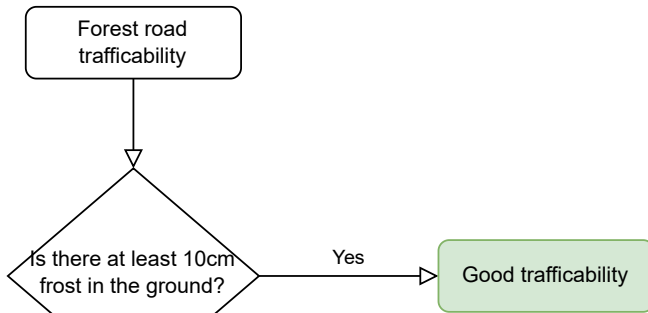 Forest road
trafficability
Is there at least 10cm
frost in the ground?
Yes
Good trafficability